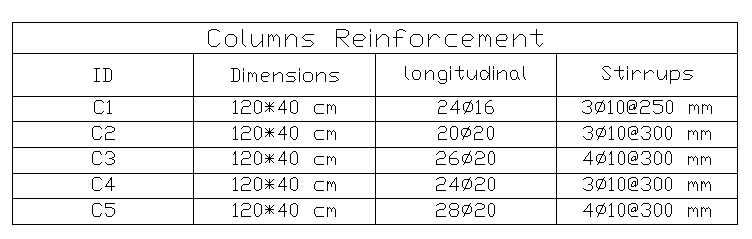 Columns Reinforcement
ID Dimensions longitudinal Stirrups
C1 120*40 cm 24Ø16 3Ø10@250 mm
C2 120*40 cm 20Ø20 3Ø10@300 mm
C3 120*40 cm 26Ø20 4Ø10@300 mm
C4 120*40 cm 24Ø20 3Ø10@300 mm
C5 120*40 cm 28Ø20 4Ø10@300 mm